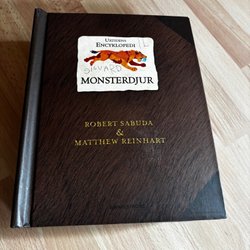 URTIDENS
ENCYKLOPEDI
MONSTERDJUR
ROBERT SABUDA
&
MATTHEW REINHART